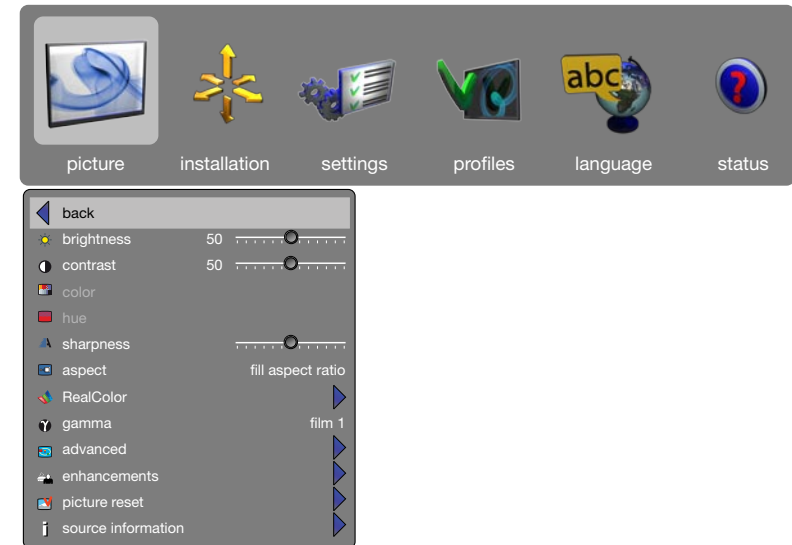 abc
picture installation settings profiles language status
back
brightness 50
contrast 50
color
hue
sharpness
aspect fill aspect ratio
RealColor
gamma film 1
advanced
enhancements
picture reset
source information